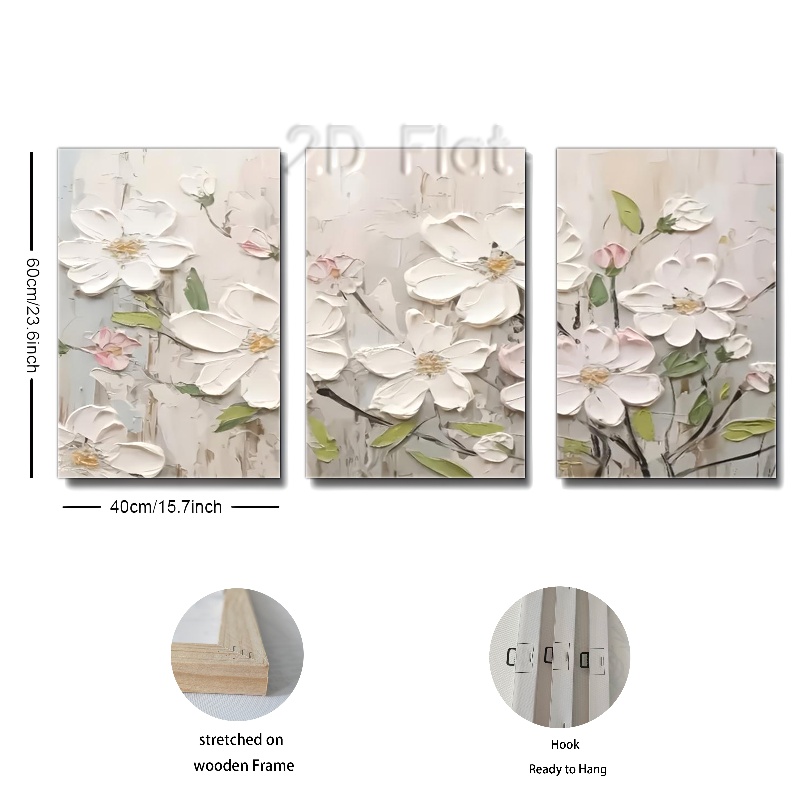 2D Flat
60cm/23.6inch
40cm/15.7inch
stretched on
wooden Frame
Hook
Ready to Hang